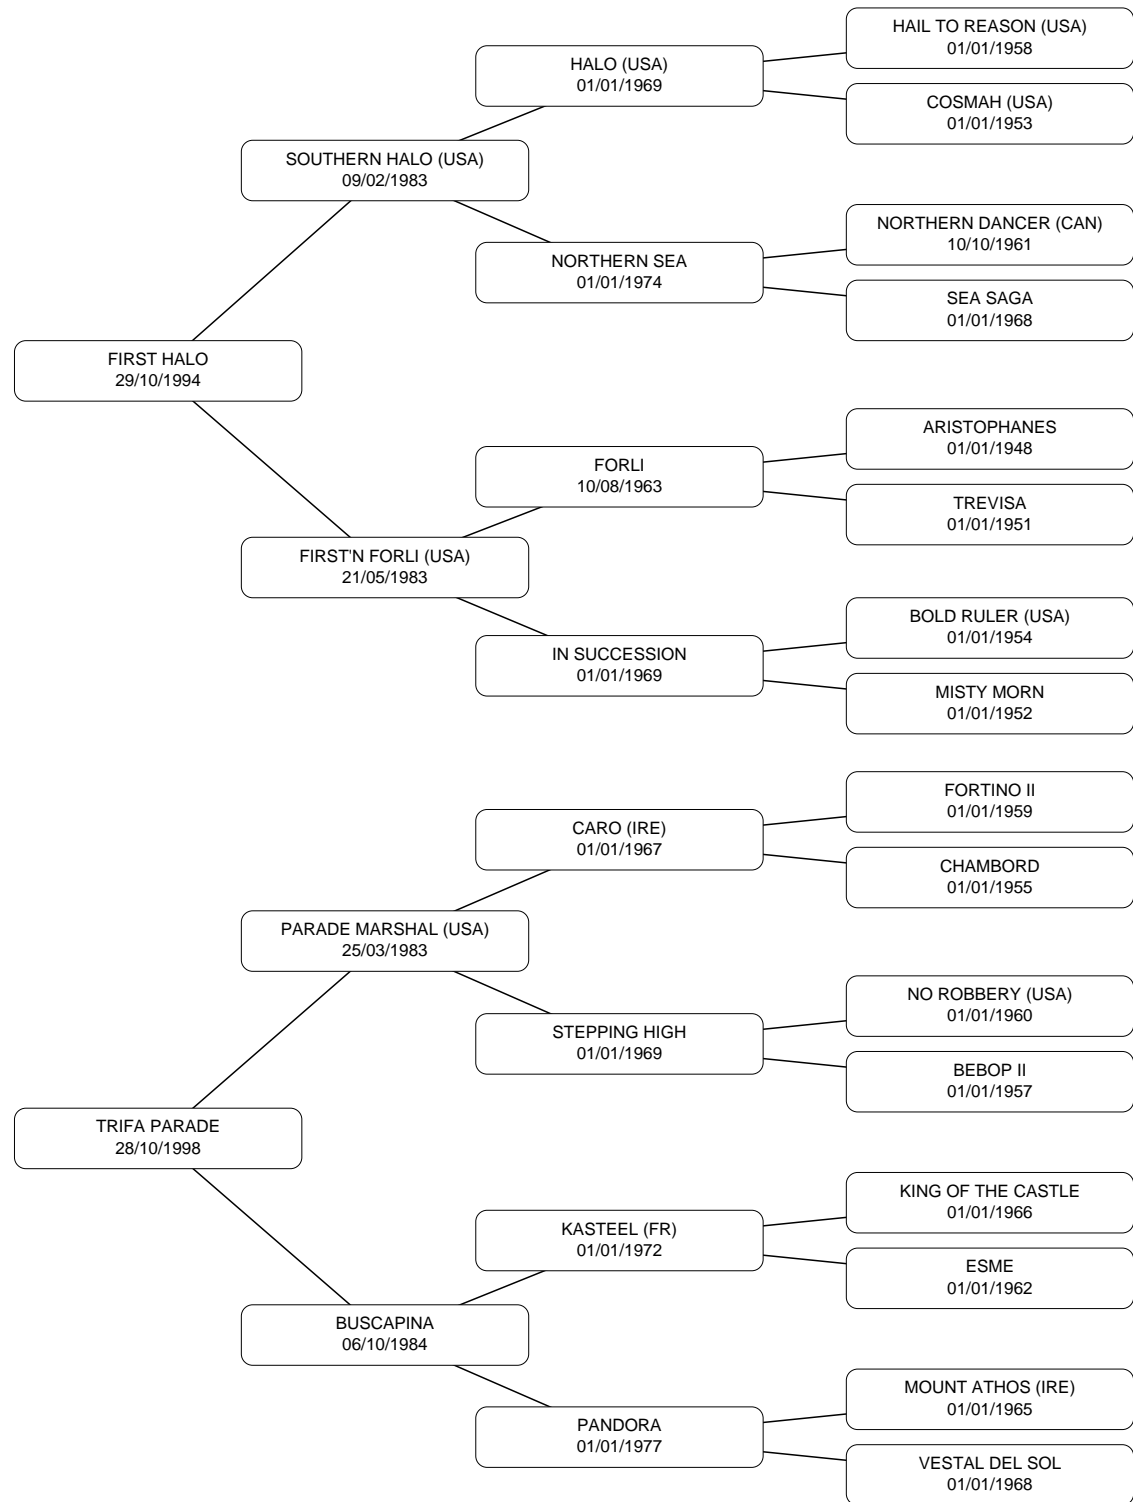 HAIL TO REASON (USA)
01/01/1958
HALO (USA)
01/01/1969
COSMAH (USA)
01/01/1953
SOUTHERN HALO (USA)
09/02/1983
NORTHERN DANCER (CAN)
10/10/1961
NORTHERN SEA
01/01/1974
SEA SAGA
01/01/1968
FIRST HALO
29/10/1994
ARISTOPHANES
01/01/1948
FORLI
10/08/1963
TREVISA
01/01/1951
FIRST'N FORLI (USA)
21/05/1983
BOLD RULER (USA)
01/01/1954
IN SUCCESSION
01/01/1969
MISTY MORN
01/01/1952
FORTINO II
01/01/1959
CARO (IRE)
01/01/1967
CHAMBORD
01/01/1955
PARADE MARSHAL (USA)
25/03/1983
NO ROBBERY (USA)
01/01/1960
STEPPING HIGH
01/01/1969
BEBOP II
01/01/1957
TRIFA PARADE
28/10/1998
KING OF THE CASTLE
01/01/1966
KASTEEL (FR)
01/01/1972
ESME
01/01/1962
BUSCAPINA
06/10/1984
MOUNT ATHOS (IRE)
01/01/1965
PANDORA
01/01/1977
VESTAL DEL SOL
01/01/1968